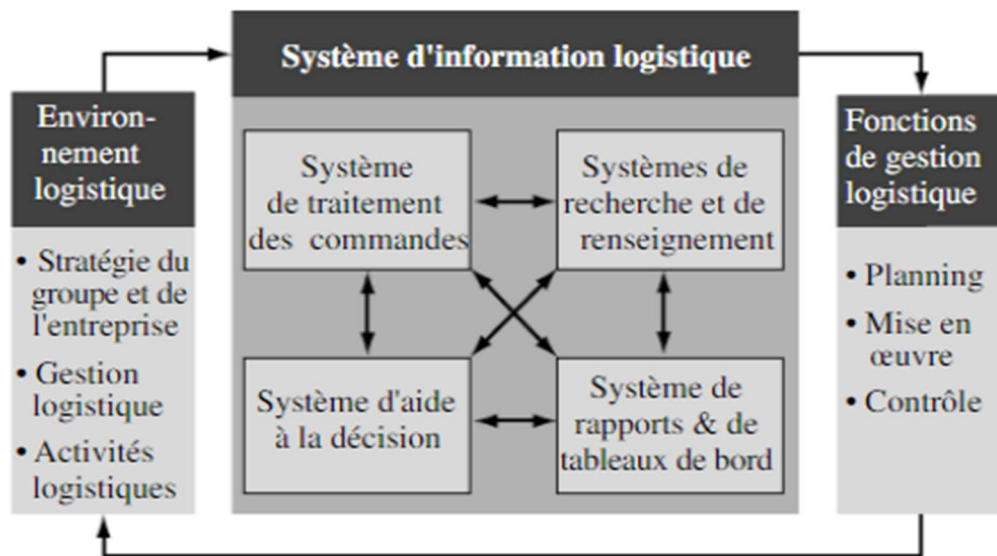 Système d'information logistique
Environ-
nement
logistique
• Stratégie du
groupe et de
l'entreprise
• Gestion
logistique
• Activités
logistiques
Système
de traitement
des commandes
Systèmes de
recherche et de
renseignement
Système d'aide
à la décision
Système de
rapports & de
tableaux de bord
Fonctions
de gestion
logistique
• Planning
• Mise en
œuvre
• Contrôle